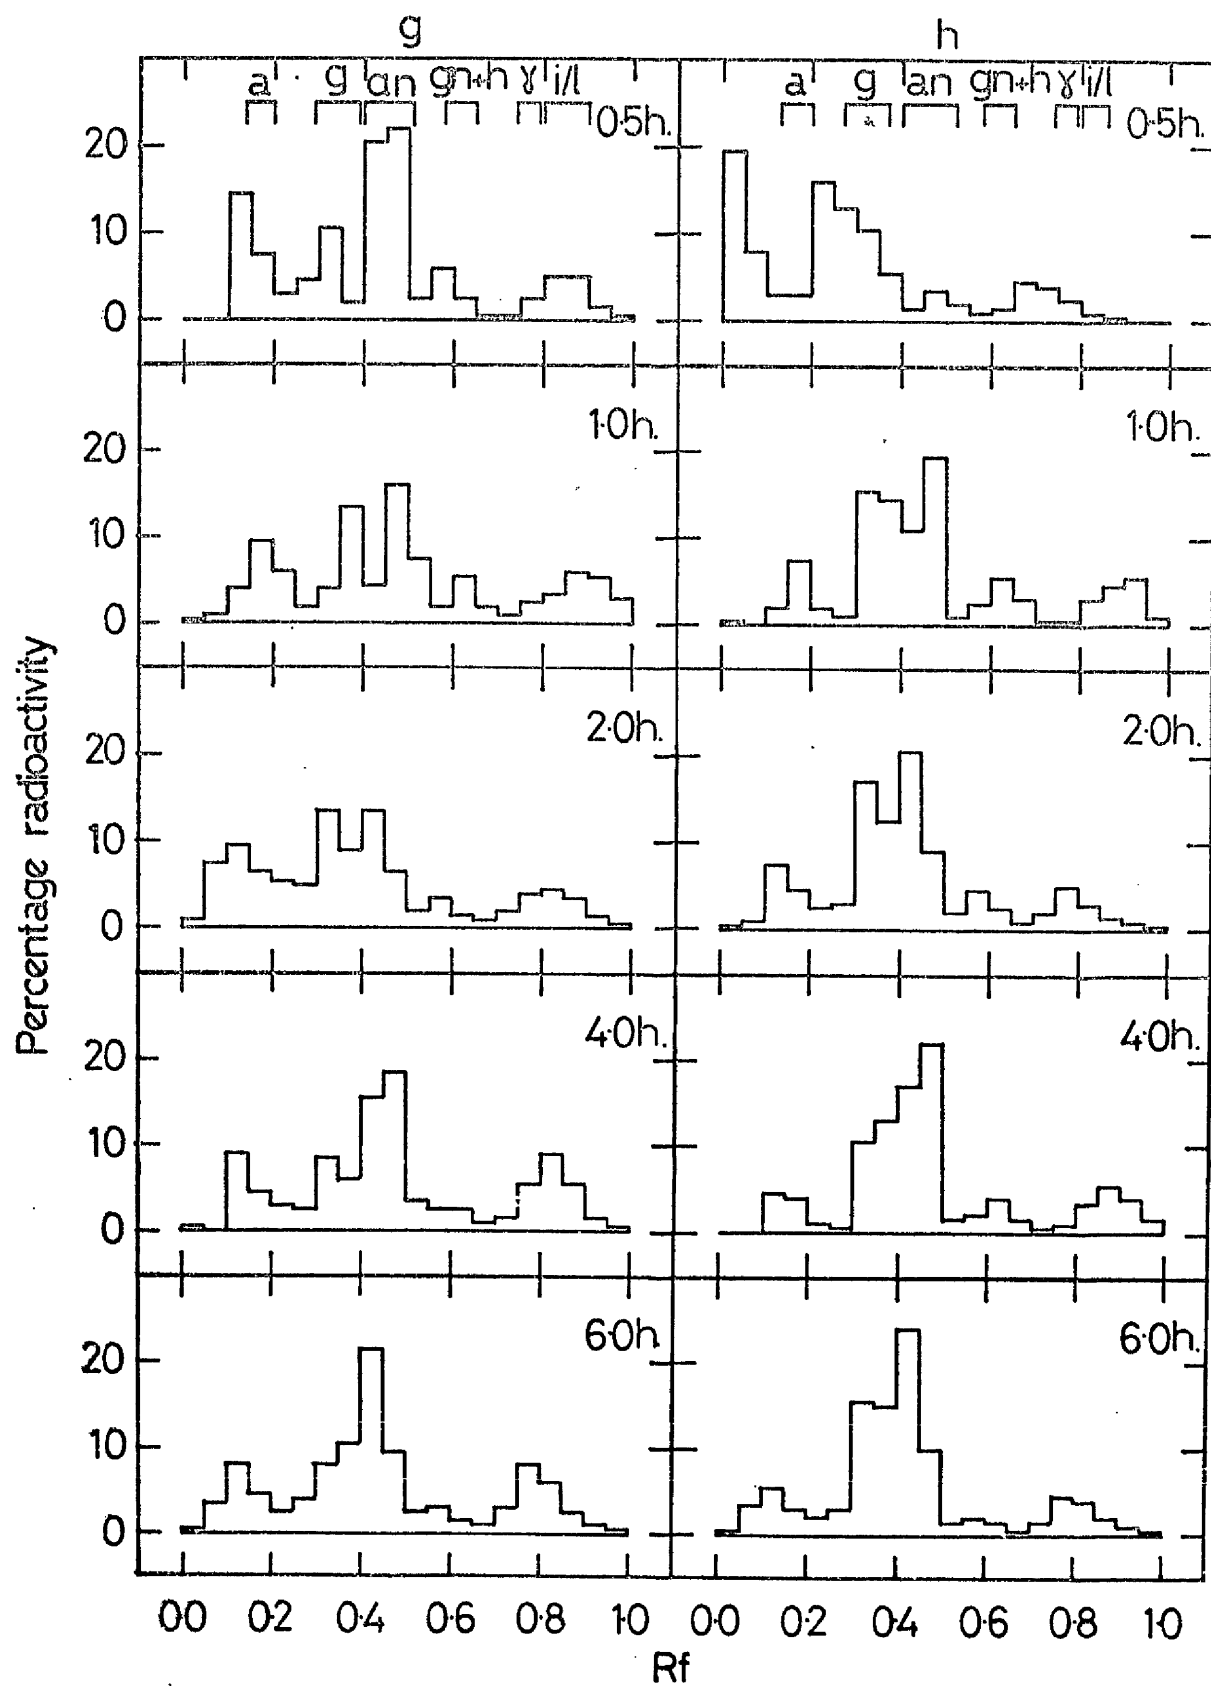 g h
a g an gn+h γ i/l 0·5h. a g an gn+h γ i/l 0·5h.
20
10
0
1·0h. 1·0h.
20
10
0
2·0h. 2·0h.
20
10
0
4·0h. 4·0h.
20
10
0
6·0h 6·0h.
20
10
0
0·0 0·2 0·4 0·6 0·8 1·0 0·0 0·2 0·4 0·6 0·8 1·0
Rf
Percentage radioactivity